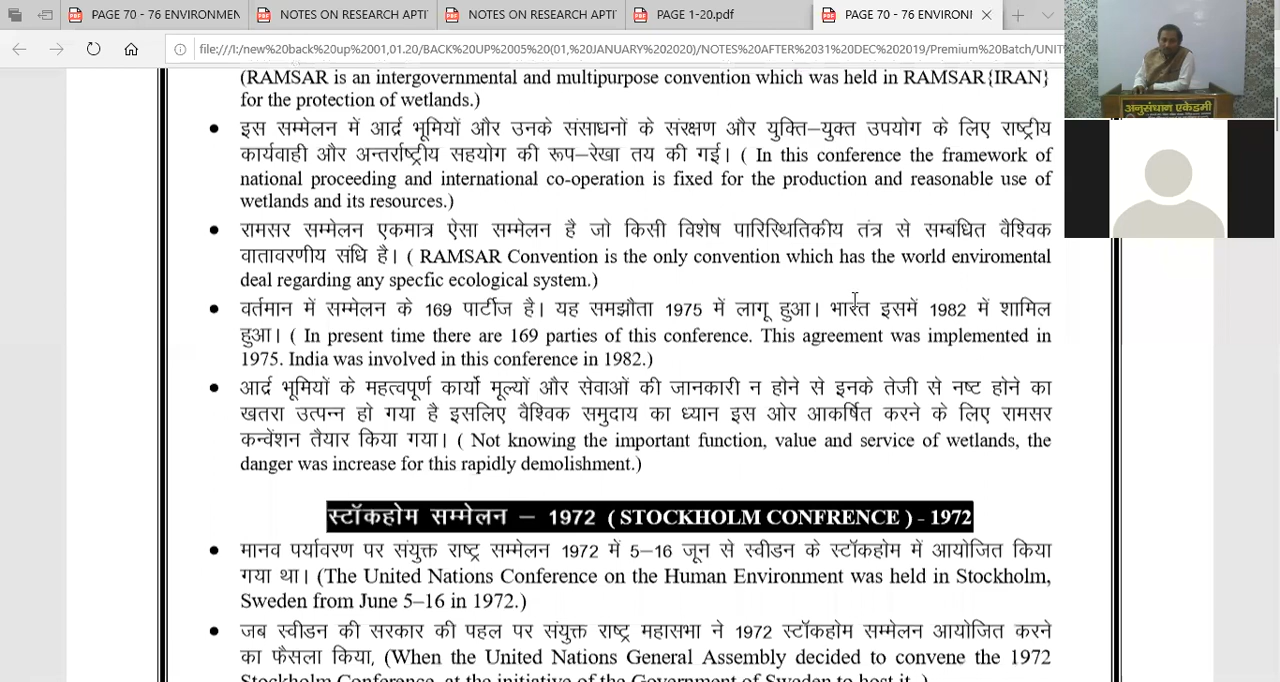 PAGE 70 - 76 ENVIRONMEN
NOTES ON RESEARCH APTI
NOTES ON RESEARCH APTI
PAGE 1-20.pdf
PAGE 70 - 76 ENVIRONI
file:///I:/new%20back%20up%2001,01.20/BACK%20UP%2005%20(01,%20JANUARY%202020)/NOTES%20AFTER%2031%20DEC%202019/Premium%20Batch/UNIT
अनुसंधान एकेडमी
(RAMSAR is an intergovernmental and multipurpose convention which was held in RAMSAR{IRAN}
for the protection of wetlands.)
इस सम्मेलन में आर्द्र भूमियों और उनके संसाधनों के संरक्षण और युक्ति–युक्त उपयोग के लिए राष्ट्रीय
कार्यवाही और अन्तर्राष्ट्रीय सहयोग की रूप–रेखा तय की गई। ( In this conference the framework of
national proceeding and international co-operation is fixed for the production and reasonable use of
wetlands and its resources.)
रामसर सम्मेलन एकमात्र ऐसा सम्मेलन है जो किसी विशेष पारिस्थितिकीय तंत्र से सम्बंधित वैश्विक
वातावरणीय संधि है। ( RAMSAR Convention is the only convention which has the world enviromental
deal regarding any specfic ecological system.)
वर्तमान में सम्मेलन के 169 पार्टीज है। यह समझौता 1975 में लागू हुआ। भारत इसमें 1982 में शामिल
हुआ। ( In present time there are 169 parties of this conference. This agreement was implemented in
1975. India was involved in this conference in 1982.)
आर्द्र भूमियों के महत्वपूर्ण कार्यो मूल्यों और सेवाओं की जानकारी न होने से इनके तेजी से नष्ट होने का
खतरा उत्पन्न हो गया है इसलिए वैश्विक समुदाय का ध्यान इस ओर आकर्षित करने के लिए रामसर
कन्वेंशन तैयार किया गया। ( Not knowing the important function, value and service of wetlands, the
danger was increase for this rapidly demolishment.)
स्टॉकहोम सम्मेलन – 1972 ( STOCKHOLM CONFRENCE ) - 1972
मानव पर्यावरण पर संयुक्त राष्ट्र सम्मेलन 1972 में 5–16 जून से स्वीडन के स्टॉकहोम में आयोजित किया
गया था। (The United Nations Conference on the Human Environment was held in Stockholm,
Sweden from June 5–16 in 1972.)
जब स्वीडन की सरकार की पहल पर संयुक्त राष्ट्र महासभा ने 1972 स्टॉकहोम सम्मेलन आयोजित करने
का फैसला किया, (When the United Nations General Assembly decided to convene the 1972
Stockholm Conference, at the initiative of the Government of Sweden to host it, )